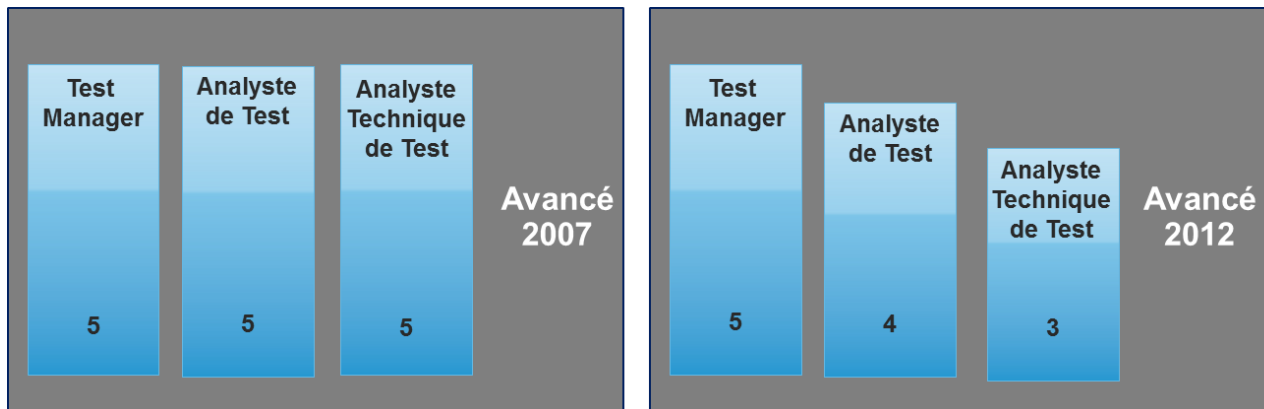 Test
Manager
5
Analyste
de Test
5
Analyste
Technique
de Test
5
Avancé
2007
Test
Manager
5
Analyste
de Test
4
Analyste
Technique
de Test
3
Avancé
2012